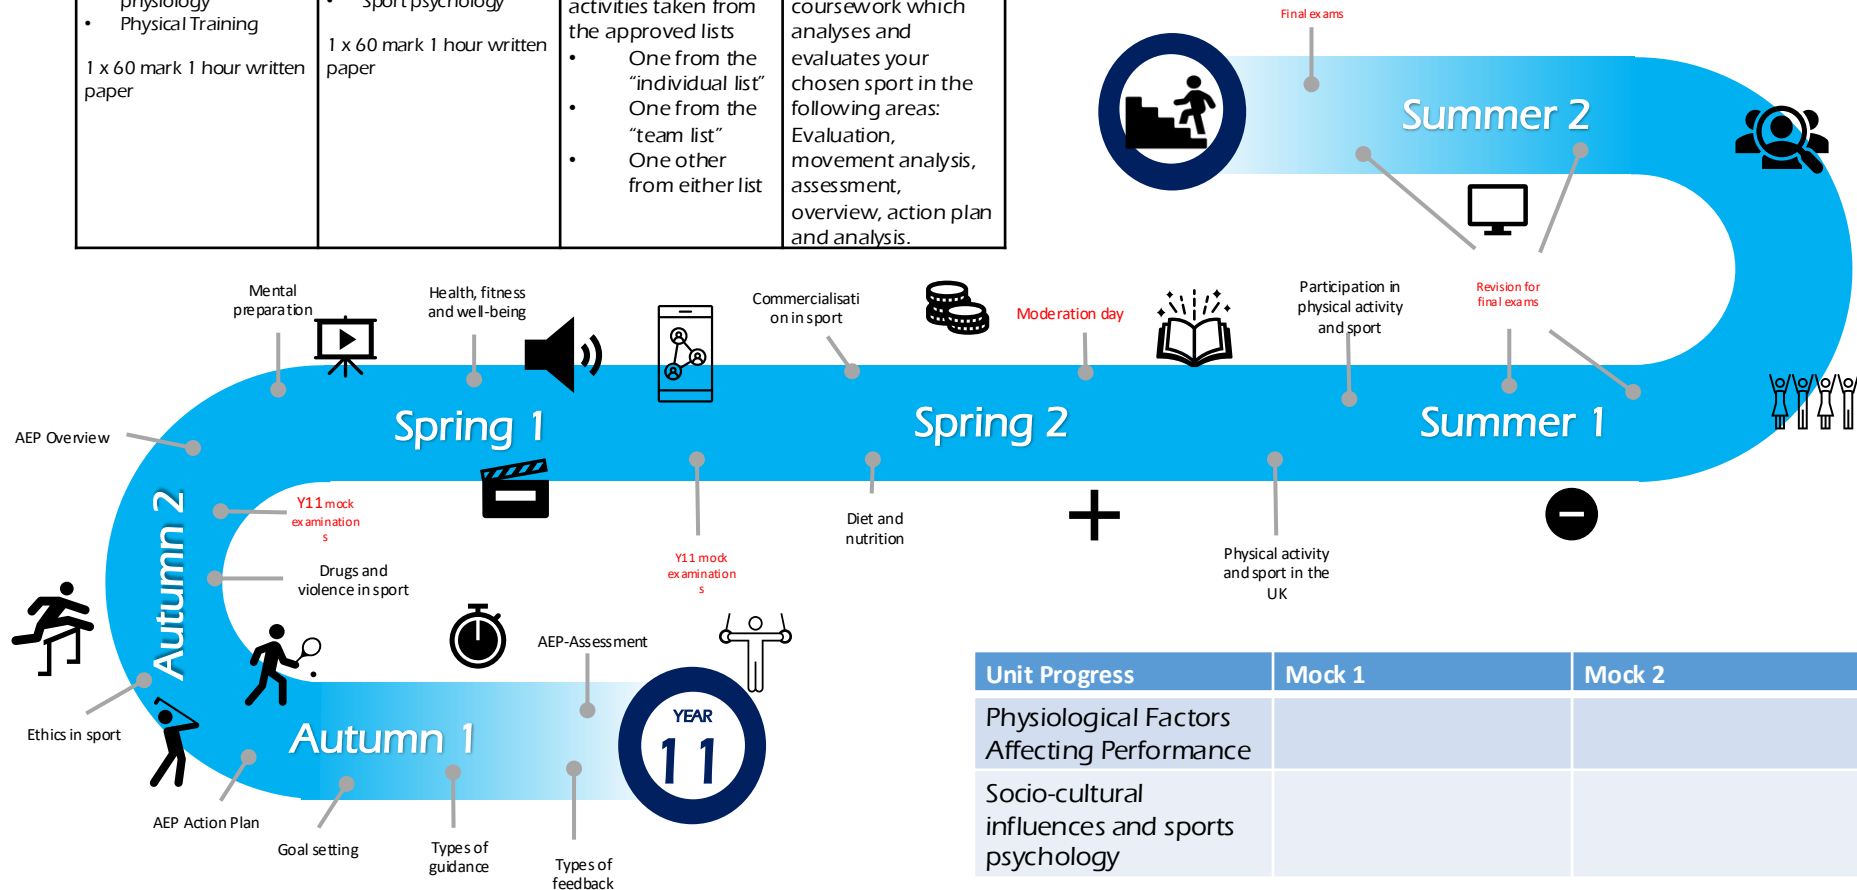 physiology
• Physical Training
1 x 60 mark 1 hour written
paper
• Sport psychology
1 x 60 mark 1 hour written
paper
activities taken from
the approved lists
• One from the
“individual list”
• One from the
“team list”
• One other
from either list
coursework which
analyses and
evaluates your
chosen sport in the
following areas:
Evaluation,
movement analysis,
assessment,
overview, action plan
and analysis.
Final exams
Summer 2
Mental
preparation
Health, fitness
and well-being
Commercialisati
on in sport
Moderation day
Participation in
physical activity
and sport
Revision for
final exams
AEP Overview
Spring 1
Spring 2
Summer 1
Autumn 2
Y11 mock
examination
s
Drugs and
violence in sport
Y11 mock
examination
s
Diet and
nutrition
Physical activity
and sport in the
UK
AEP-Assessment
Ethics in sport
Autumn 1
YEAR
11
AEP Action Plan
Goal setting
Types of
guidance
Types of
feedback
Unit Progress
Mock 1
Mock 2
Physiological Factors
Affecting Performance
Socio-cultural
influences and sports
psychology